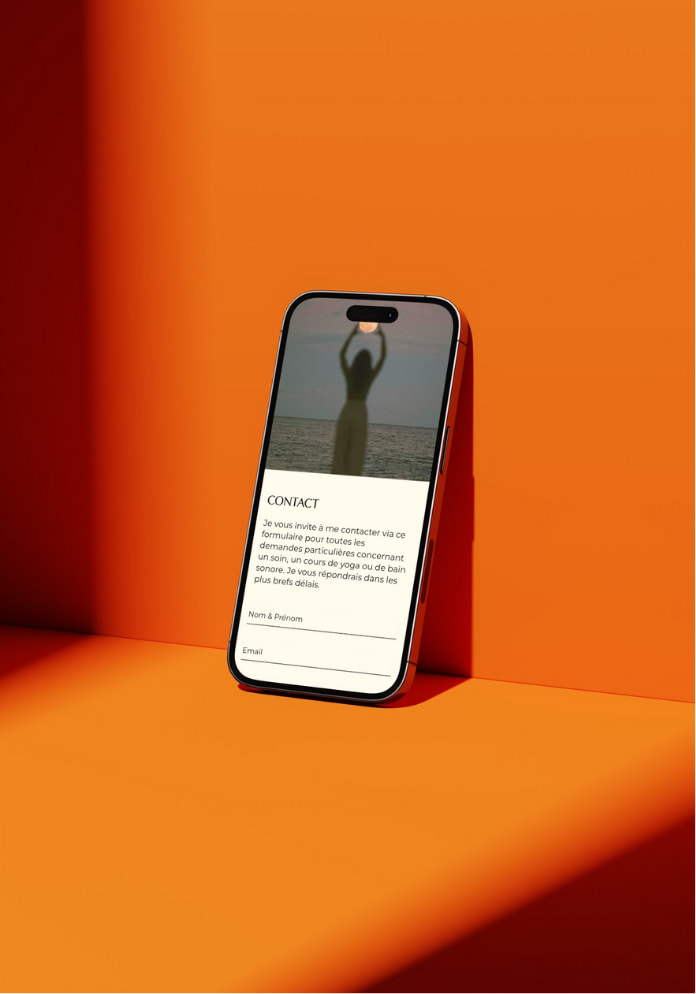 CONTACT
Je vous invite à me contacter via ce
formulaire pour toutes les
demandes particulières concernant
un soin, un cours de yoga ou de bain
sonore. Je vous répondrais dans les
plus brefs délais.
Nom & Prénom
Email